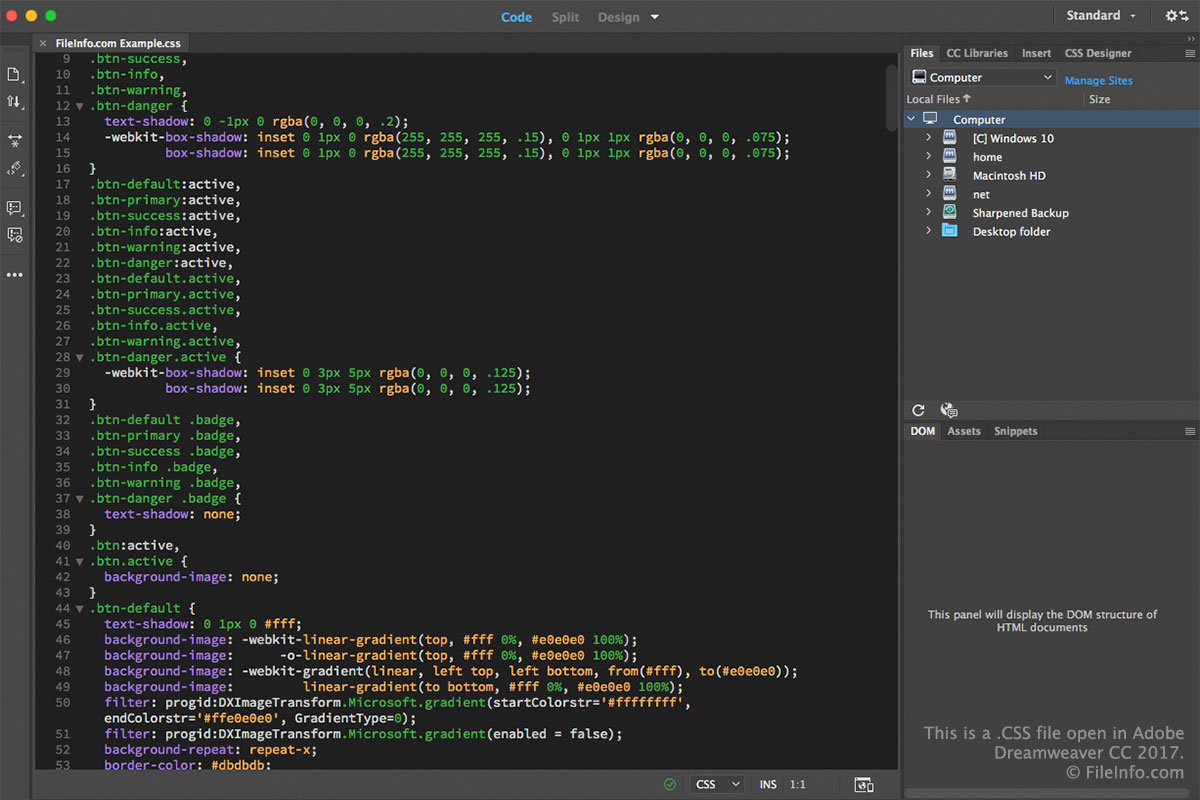 Code Split Design Standard
FileInfo.com Example.css
9 .btn-success,
10 .btn-info,
11 .btn-warning,
12 .btn-danger {
13 text-shadow: 0 -1px 0 rgba(0, 0, 0, .2);
14 -webkit-box-shadow: inset 0 1px 0 rgba(255, 255, 255, .15), 0 1px 1px rgba(0, 0, 0, .075);
15 box-shadow: inset 0 1px 0 rgba(255, 255, 255, .15), 0 1px 1px rgba(0, 0, 0, .075);
16 }
17 .btn-default:active,
18 .btn-primary:active,
19 .btn-success:active,
20 .btn-info:active,
21 .btn-warning:active,
22 .btn-danger:active,
23 .btn-default.active,
24 .btn-primary.active,
25 .btn-success.active,
26 .btn-info.active,
27 .btn-warning.active,
28 .btn-danger.active {
29 -webkit-box-shadow: inset 0 3px 5px rgba(0, 0, 0, .125);
30 box-shadow: inset 0 3px 5px rgba(0, 0, 0, .125);
31 }
32 .btn-default .badge,
33 .btn-primary .badge,
34 .btn-success .badge,
35 .btn-info .badge,
36 .btn-warning .badge,
37 .btn-danger .badge {
38 text-shadow: none;
39 }
40 .btn:active,
41 .btn.active {
42 background-image: none;
43 }
44 .btn-default {
45 text-shadow: 0 1px 0 #fff;
46 background-image: -webkit-linear-gradient(top, #fff 0%, #e0e0e0 100%);
47 background-image: -o-linear-gradient(top, #fff 0%, #e0e0e0 100%);
48 background-image: -webkit-gradient(linear, left top, left bottom, from(#fff), to(#e0e0e0));
49 background-image: linear-gradient(to bottom, #fff 0%, #e0e0e0 100%);
50 filter: progid:DXImageTransform.Microsoft.gradient(startColorstr='#ffffffff',
endColorstr='#ffe0e0e0', GradientType=0);
51 filter: progid:DXImageTransform.Microsoft.gradient(enabled = false);
52 background-repeat: repeat-x;
53 border-color: #dbdbdb;
CSS INS 1:1
Files CC Libraries Insert CSS Designer
Computer Manage Sites
Local Files Size
Computer
[C] Windows 10
home
Macintosh HD
net
Sharpened Backup
Desktop folder
DOM Assets Snippets
This panel will display the DOM structure of
HTML documents
This is a .CSS file open in Adobe
Dreamweaver CC 2017.
© FileInfo.com